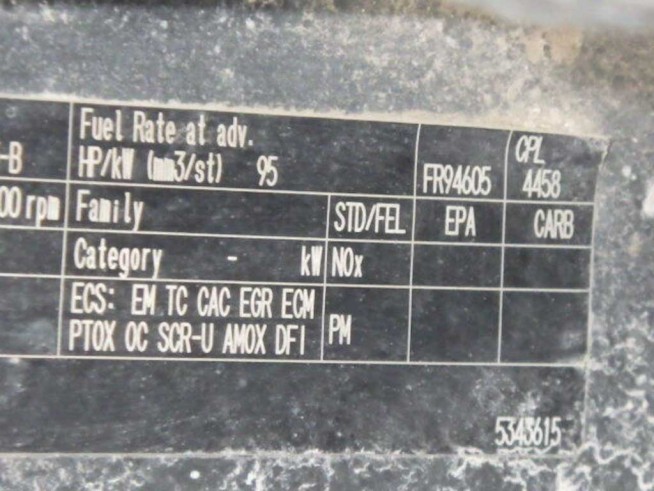 -B
Fuel Rate at adv.
HP/kW (mm3/st) 95
FR94605
CPL
4458
00 rpm
Family
STD/FEL
EPA
CARB
Category - kW
NOx
ECS: EM TC CAC EGR ECM
PTOX OC SCR-U AMOX DFI
PM
5343615